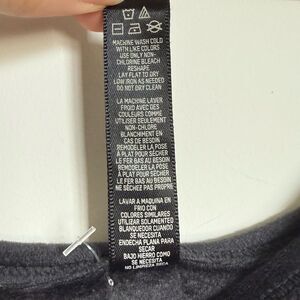 MACHINE WASH COLD
WITH LIKE COLORS
USE ONLY NON-
CHLORINE BLEACH
RESHAPE
LAY FLAT TO DRY
LOW IRON AS NEEDED
DO NOT DRY CLEAN
LA MACHINE LAVER
FROID AVEC DES
COULEURS COMME
UTILISER SEULEMENT
NON-CHLORE
BLANCHIMENT EN
CAS DE BESOIN
REMODELER LA POSE
À PLAT POUR SÉCHER
LE FER BAS AU BESOIN
REMODELER LA POSE
À PLAT POUR SÉCHER
LE FER BAS AU BESOIN
NE SÉCHEZ PAS PROPRE
LAVAR A MAQUINA EN
FRIO CON
COLORES SIMILARES
UTILIZAR SOLAMENTEO
BLANQUEDOR CUANDO
SE NECESITA
ENDECHA PLANA PARA
SECAR
BAJO HIERRO COMO
SE NECESITA
NO LIMPIEZA SECA